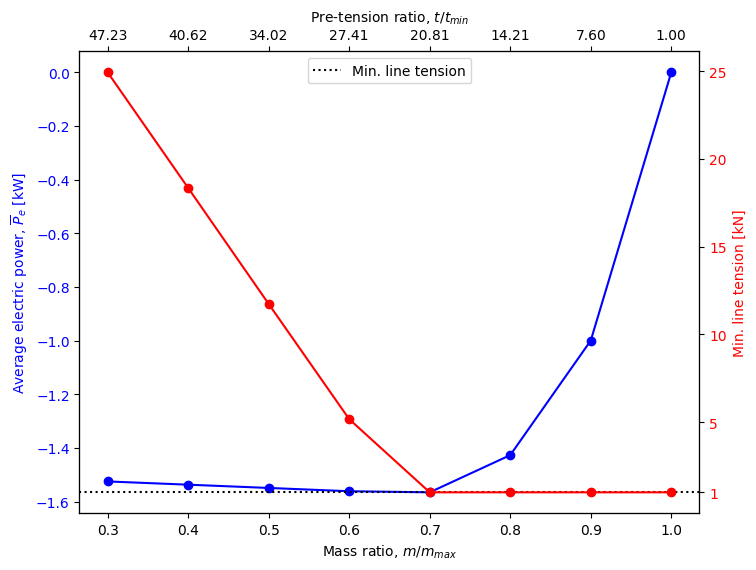 Pre-tension ratio, t/t_min
47.23 40.62 34.02 27.41 20.81 14.21 7.60 1.00
Min. line tension
0.0
−0.2
−0.4
−0.6
−0.8
−1.0
−1.2
−1.4
−1.6
Average electric power, P̅_e [kW]
25
20
15
10
5
1
Min. line tension [kN]
0.3 0.4 0.5 0.6 0.7 0.8 0.9 1.0
Mass ratio, m/m_max